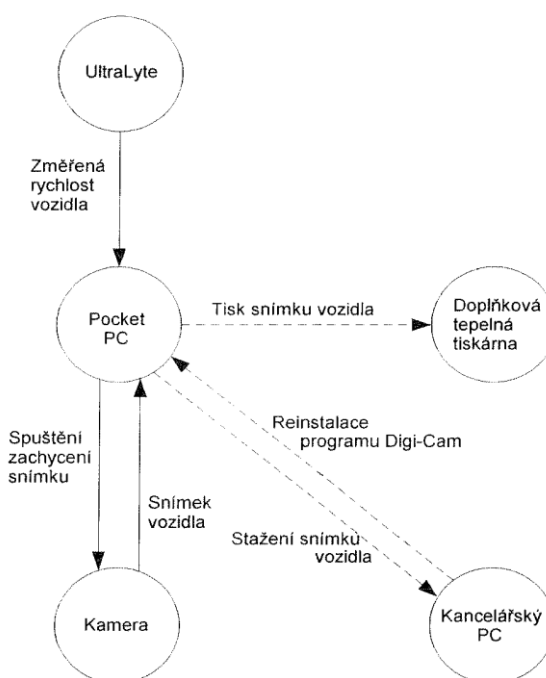 UltraLyte
Změřená
rychlost
vozidla
Pocket
PC
Tisk snímku vozidla
Doplňková
tepelná
tiskárna
Spuštění
zachycení
snímku
Snímek
vozidla
Reinstalace
programu Digi-Cam
Stažení snímků
vozidla
Kamera
Kancelářský
PC